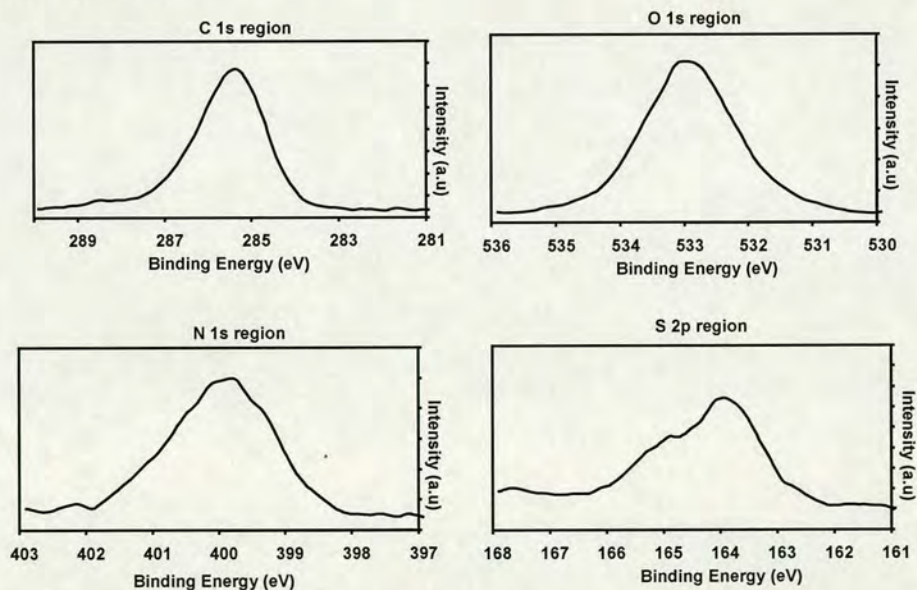 C 1s region
Intensity (a.u)
289 287 285 283 281
Binding Energy (eV)
O 1s region
Intensity (a.u)
536 535 534 533 532 531 530
Binding Energy (eV)
N 1s region
Intensity (a.u)
403 402 401 400 399 398 397
Binding Energy (eV)
S 2p region
Intensity (a.u)
168 167 166 165 164 163 162 161
Binding Energy (eV)